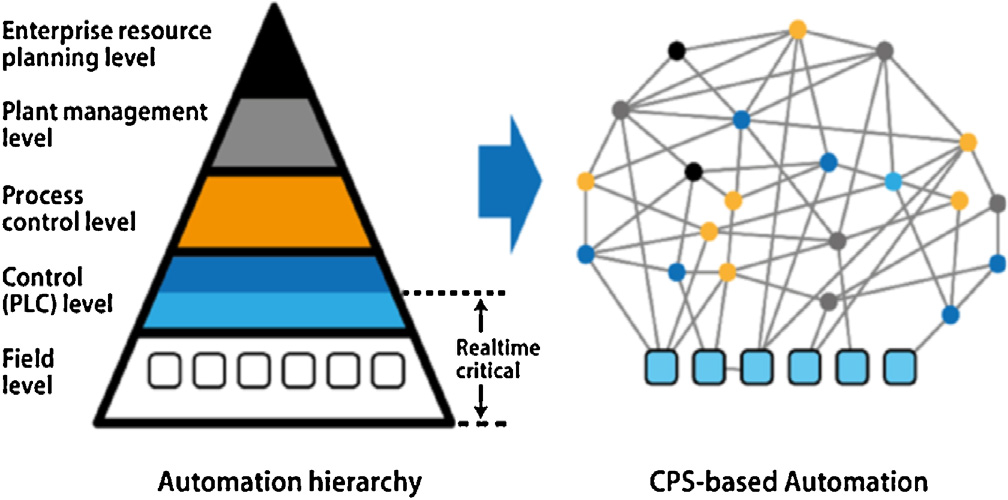 Enterprise resource
planning level
Plant management
level
Process
control level
Control
(PLC) level
Field
level
Realtime
critical
Automation hierarchy
CPS-based Automation